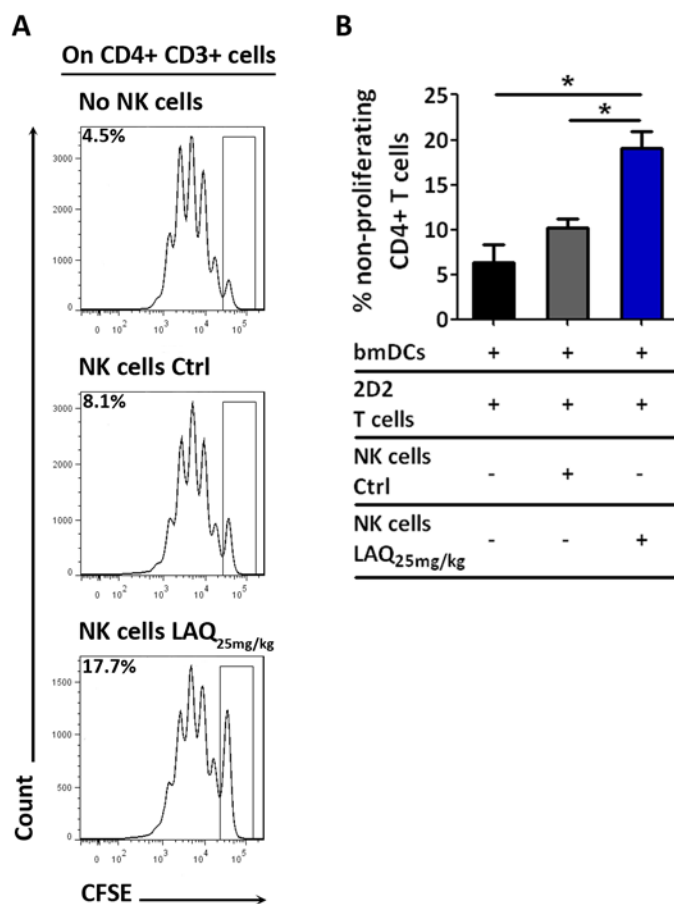 A
On CD4+ CD3+ cells
No NK cells
4.5%
3000
2000
1000
0
0 10^2 10^3 10^4 10^5
NK cells Ctrl
8.1%
3000
2000
1000
0
0 10^2 10^3 10^4 10^5
NK cells LAQ25mg/kg
17.7%
1500
1000
500
0
0 10^2 10^3 10^4 10^5
Count
CFSE
B
% non-proliferating
CD4+ T cells
25
20
15
10
5
0
*
*
bmDCs + + +
2D2
T cells + + +
NK cells
Ctrl - + -
NK cells
LAQ25mg/kg - - +